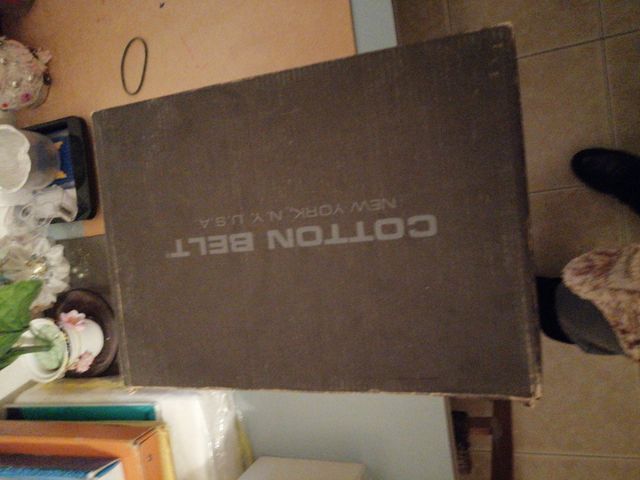 COTTON BELT
NEW YORK, N.Y. U.S.A.